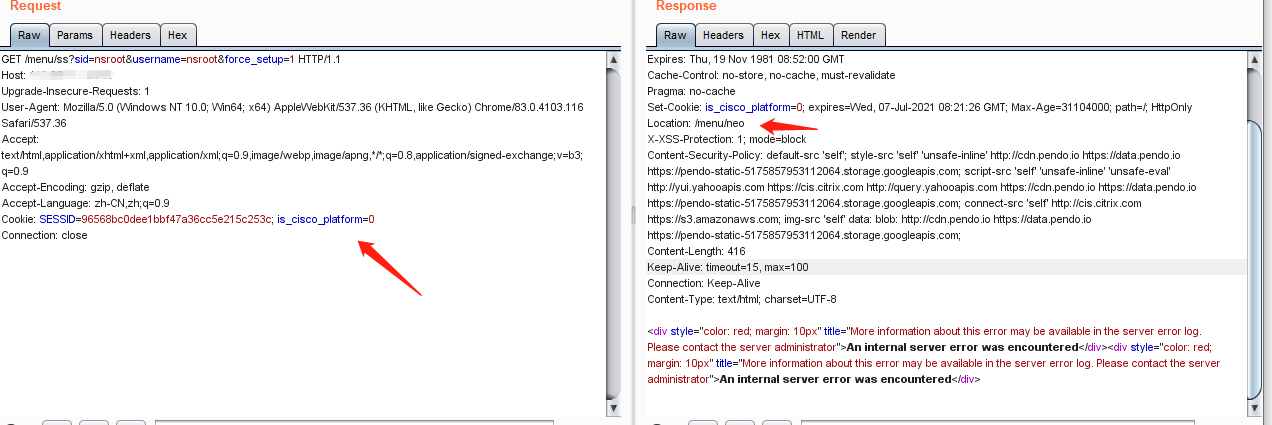 Request
Raw Params Headers Hex
GET /menu/ss?sid=nsroot&username=nsroot&force_setup=1 HTTP/1.1
Host:
Upgrade-Insecure-Requests: 1
User-Agent: Mozilla/5.0 (Windows NT 10.0; Win64; x64) AppleWebKit/537.36 (KHTML, like Gecko) Chrome/83.0.4103.116
Safari/537.36
Accept:
text/html,application/xhtml+xml,application/xml;q=0.9,image/webp,image/apng,*/*;q=0.8,application/signed-exchange;v=b3;
q=0.9
Accept-Encoding: gzip, deflate
Accept-Language: zh-CN,zh;q=0.9
Cookie: SESSID=96568bc0dee1bbf47a36cc5e215c253c; is_cisco_platform=0
Connection: close
Response
Raw Headers Hex HTML Render
Expires: Thu, 19 Nov 1981 08:52:00 GMT
Cache-Control: no-store, no-cache, must-revalidate
Pragma: no-cache
Set-Cookie: is_cisco_platform=0; expires=Wed, 07-Jul-2021 08:21:26 GMT; Max-Age=31104000; path=/; HttpOnly
Location: /menu/neo
X-XSS-Protection: 1; mode=block
Content-Security-Policy: default-src 'self'; style-src 'self' 'unsafe-inline' http://cdn.pendo.io https://data.pendo.io
https://pendo-static-5175857953112064.storage.googleapis.com; script-src 'self' 'unsafe-inline' 'unsafe-eval'
http://yui.yahooapis.com https://cis.citrix.com http://query.yahooapis.com https://cdn.pendo.io https://data.pendo.io
https://pendo-static-5175857953112064.storage.googleapis.com; connect-src 'self' http://cis.citrix.com
https://s3.amazonaws.com; img-src 'self' data: blob: http://cdn.pendo.io https://data.pendo.io
https://pendo-static-5175857953112064.storage.googleapis.com;
Content-Length: 416
Keep-Alive: timeout=15, max=100
Connection: Keep-Alive
Content-Type: text/html; charset=UTF-8
<div style="color: red; margin: 10px" title="More information about this error may be available in the server error log.
Please contact the server administrator">An internal server error was encountered</div><div style="color: red;
margin: 10px" title="More information about this error may be available in the server error log. Please contact the server
administrator">An internal server error was encountered</div>